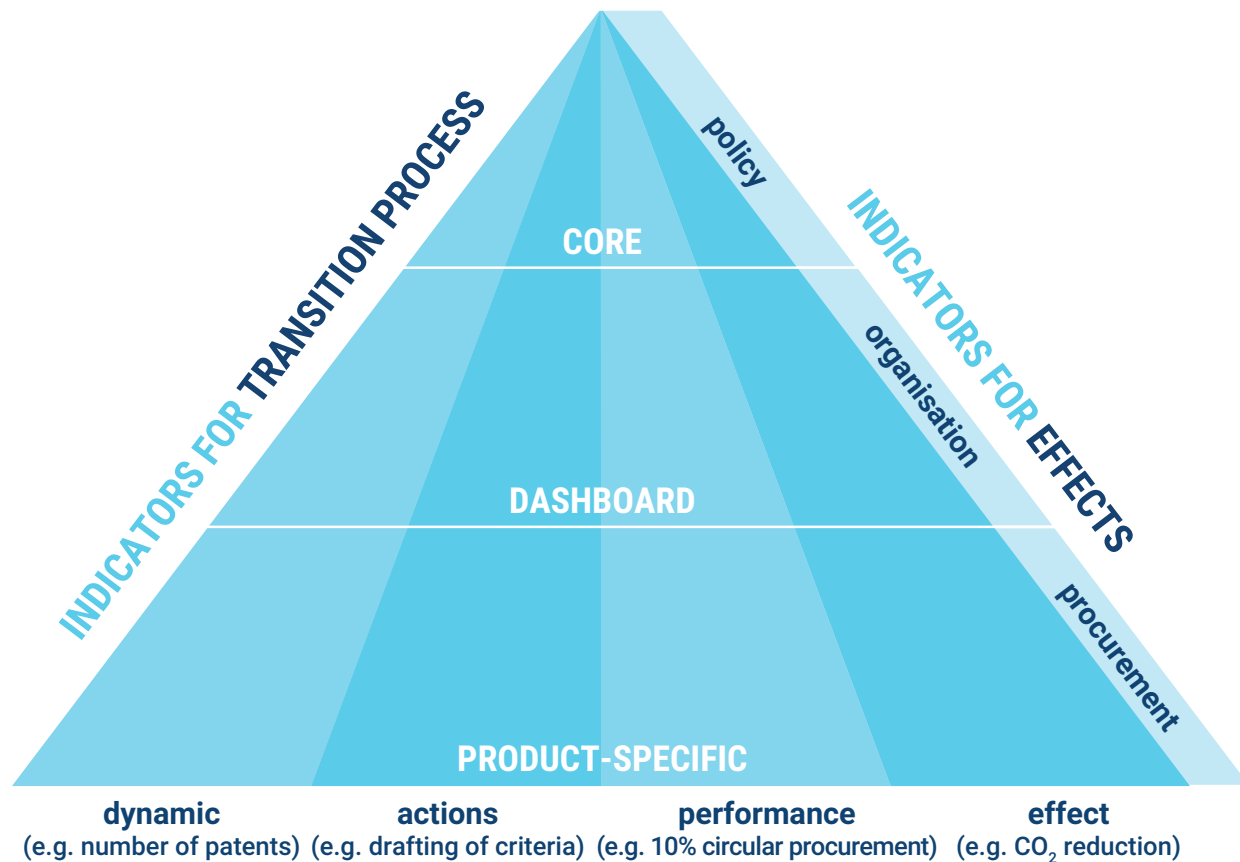 INDICATORS FOR TRANSITION PROCESS
INDICATORS FOR EFFECTS
policy
CORE
organisation
DASHBOARD
procurement
PRODUCT-SPECIFIC
dynamic
(e.g. number of patents)
actions
(e.g. drafting of criteria)
performance
(e.g. 10% circular procurement)
effect
(e.g. CO₂ reduction)